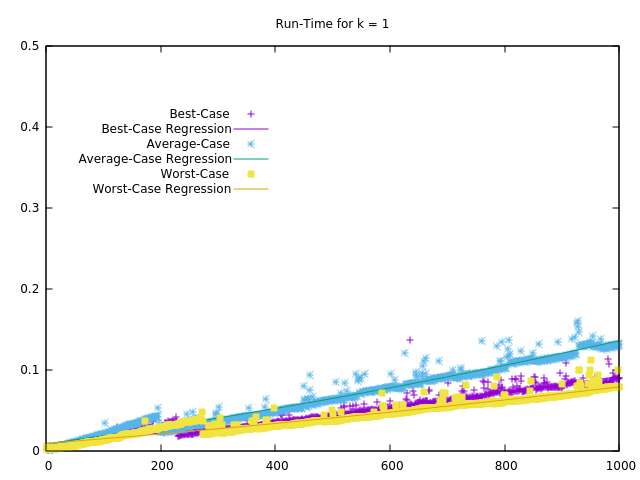 Run-Time for k = 1
0.5
0.4
0.3
0.2
0.1
0
Best-Case
Best-Case Regression
Average-Case
Average-Case Regression
Worst-Case
Worst-Case Regression
0 200 400 600 800 1000